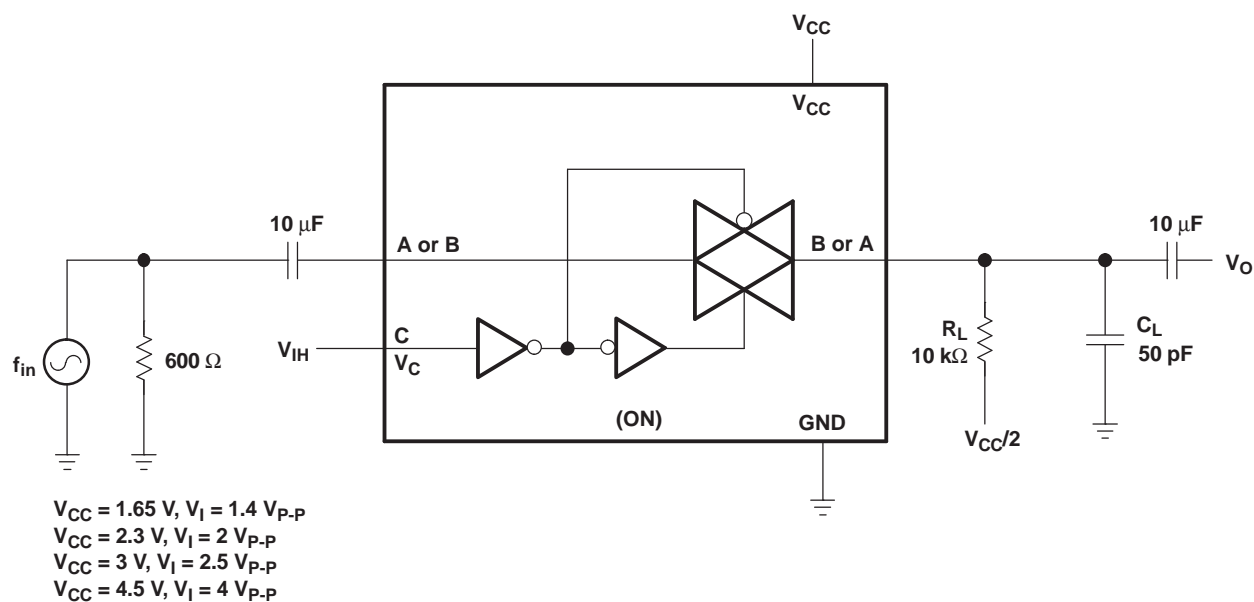 VCC
VCC
10 μF
A or B
B or A
10 μF
VO
fin
600 Ω
VIH
C
VC
RL
10 kΩ
CL
50 pF
(ON)
GND
VCC/2
VCC = 1.65 V, VI = 1.4 VP-P
VCC = 2.3 V, VI = 2 VP-P
VCC = 3 V, VI = 2.5 VP-P
VCC = 4.5 V, VI = 4 VP-P